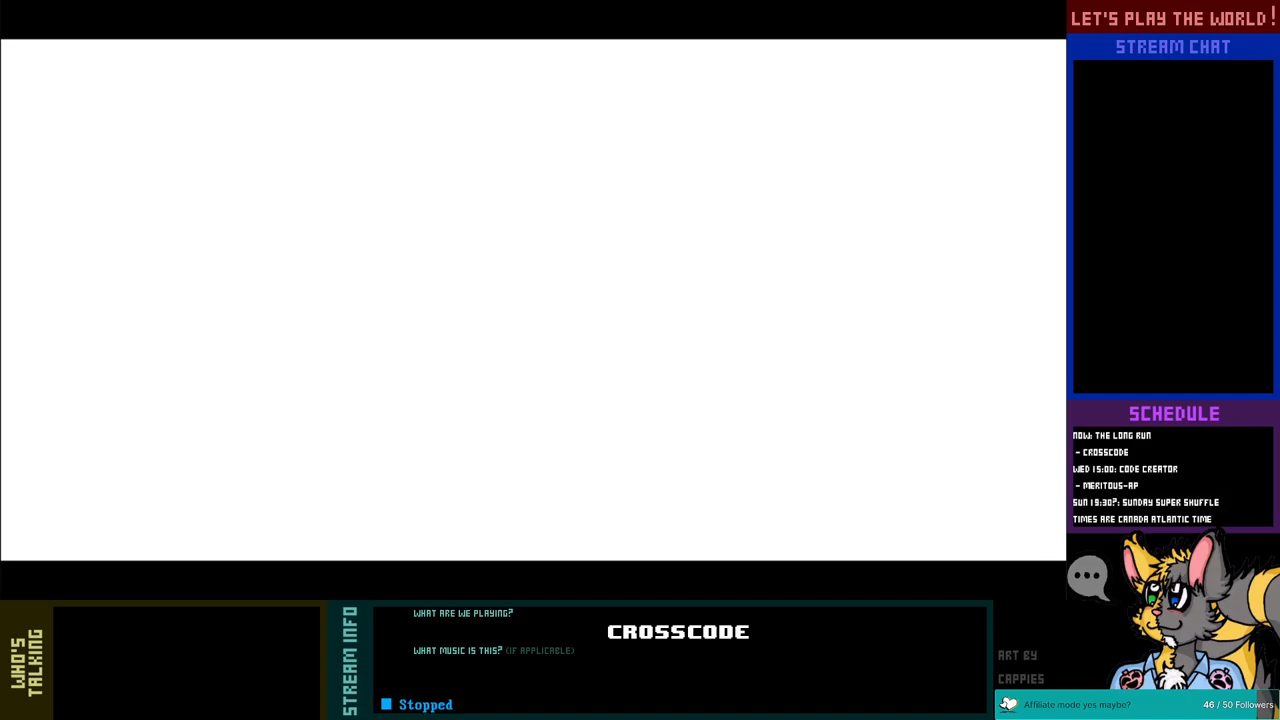 LET'S PLAY THE WORLD!
STREAM CHAT
SCHEDULE
NOW: THE LONG RUN
- CROSSCODE
WED 15:00: CODE CREATOR
- MERITOUS-AP
SUN 19:30?: SUNDAY SUPER SHUFFLE
TIMES ARE CANADA ATLANTIC TIME
WHO'S TALKING
STREAM INFO
WHAT ARE WE PLAYING?
CROSSCODE
WHAT MUSIC IS THIS? (IF APPLICABLE)
Stopped
ART BY
CAPPIES
Affiliate mode yes maybe? 46 / 50 Followers